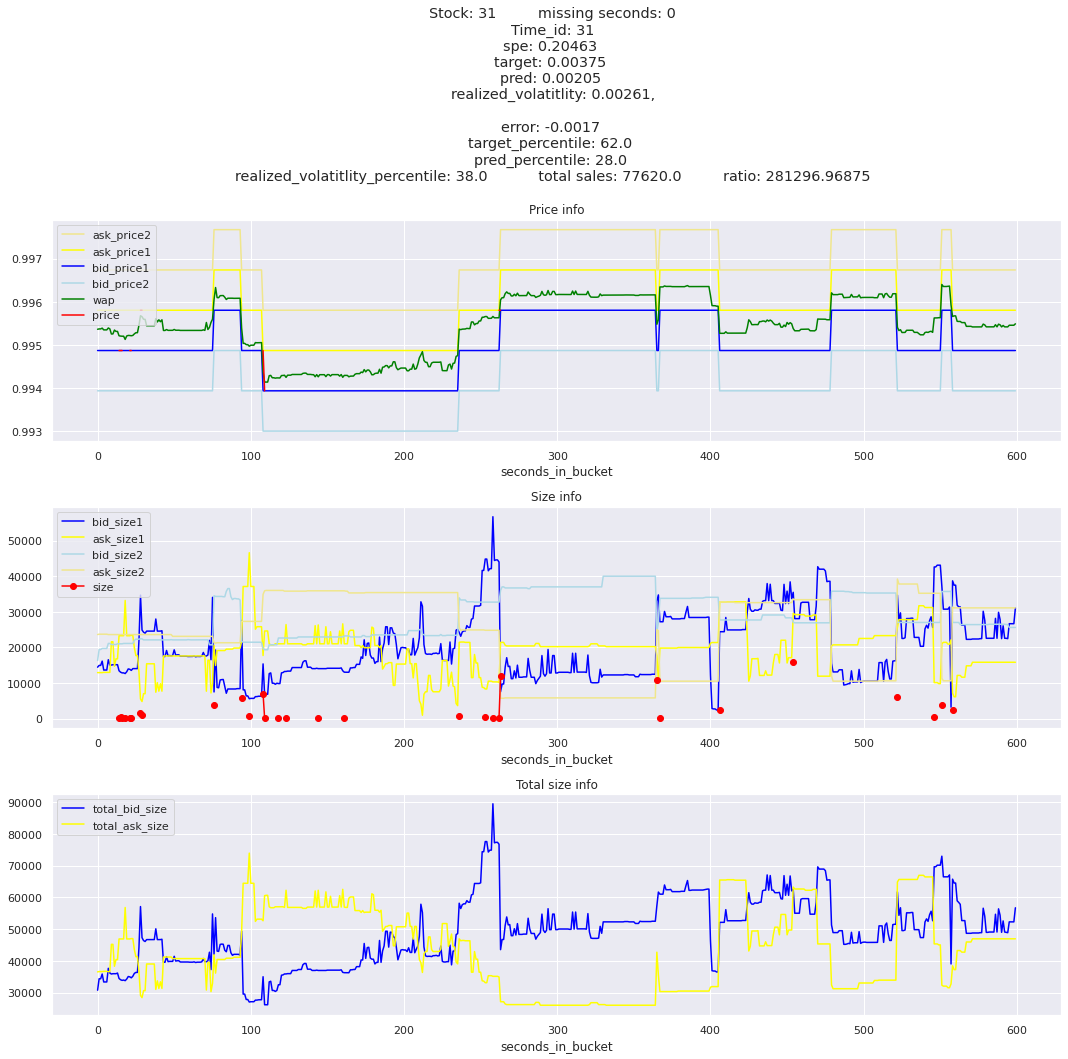 Stock: 31 missing seconds: 0
Time_id: 31
spe: 0.20463
target: 0.00375
pred: 0.00205
realized_volatitlity: 0.00261,
error: -0.0017
target_percentile: 62.0
pred_percentile: 28.0
realized_volatitlity_percentile: 38.0 total sales: 77620.0 ratio: 281296.96875
Price info
ask_price2
ask_price1
bid_price1
bid_price2
wap
price
0.997
0.996
0.995
0.994
0.993
0 100 200 300 400 500 600
seconds_in_bucket
Size info
bid_size1
ask_size1
bid_size2
ask_size2
size
50000
40000
30000
20000
10000
0
0 100 200 300 400 500 600
seconds_in_bucket
Total size info
total_bid_size
total_ask_size
90000
80000
70000
60000
50000
40000
30000
0 100 200 300 400 500 600
seconds_in_bucket